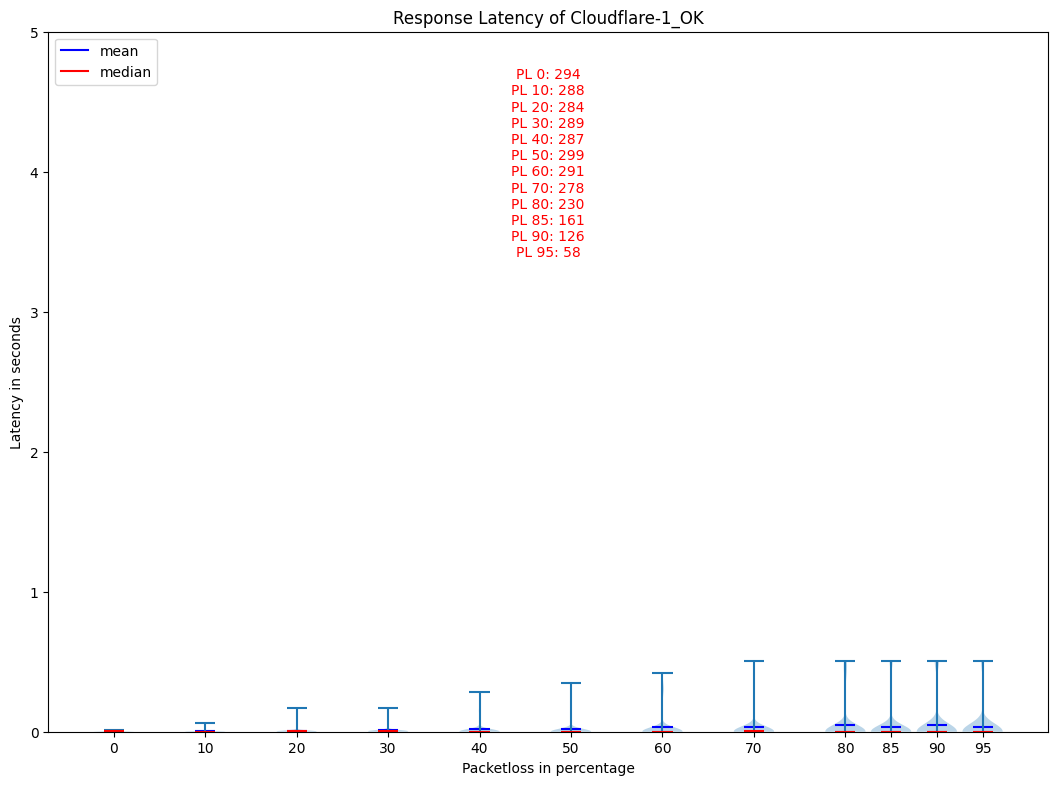 Response Latency of Cloudflare-1_OK
mean
median
PL 0: 294
PL 10: 288
PL 20: 284
PL 30: 289
PL 40: 287
PL 50: 299
PL 60: 291
PL 70: 278
PL 80: 230
PL 85: 161
PL 90: 126
PL 95: 58
Latency in seconds
5
4
3
2
1
0
0 10 20 30 40 50 60 70 80 85 90 95
Packetloss in percentage